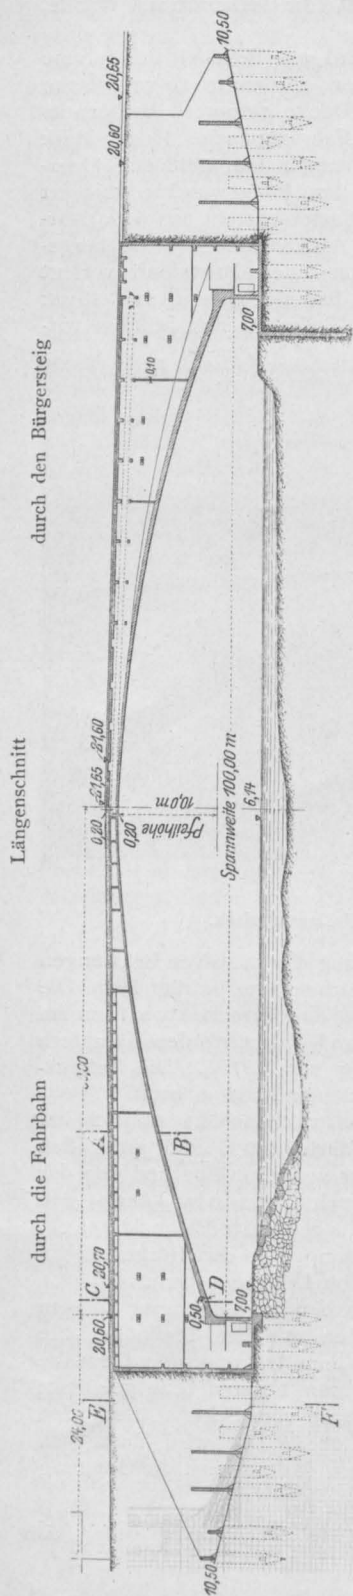 Längenschnitt
durch die Fahrbahn
durch den Bürgersteig
24,00
E
20,60
C
20,70
A
0,20
21,65
21,60
20,60
20,65
10,50
F
7,00
0,50
D
B
0,20
Pfeilhöhe
10,0 m
Spannweite 100,00 m
6,14
0,10
7,00
10,50